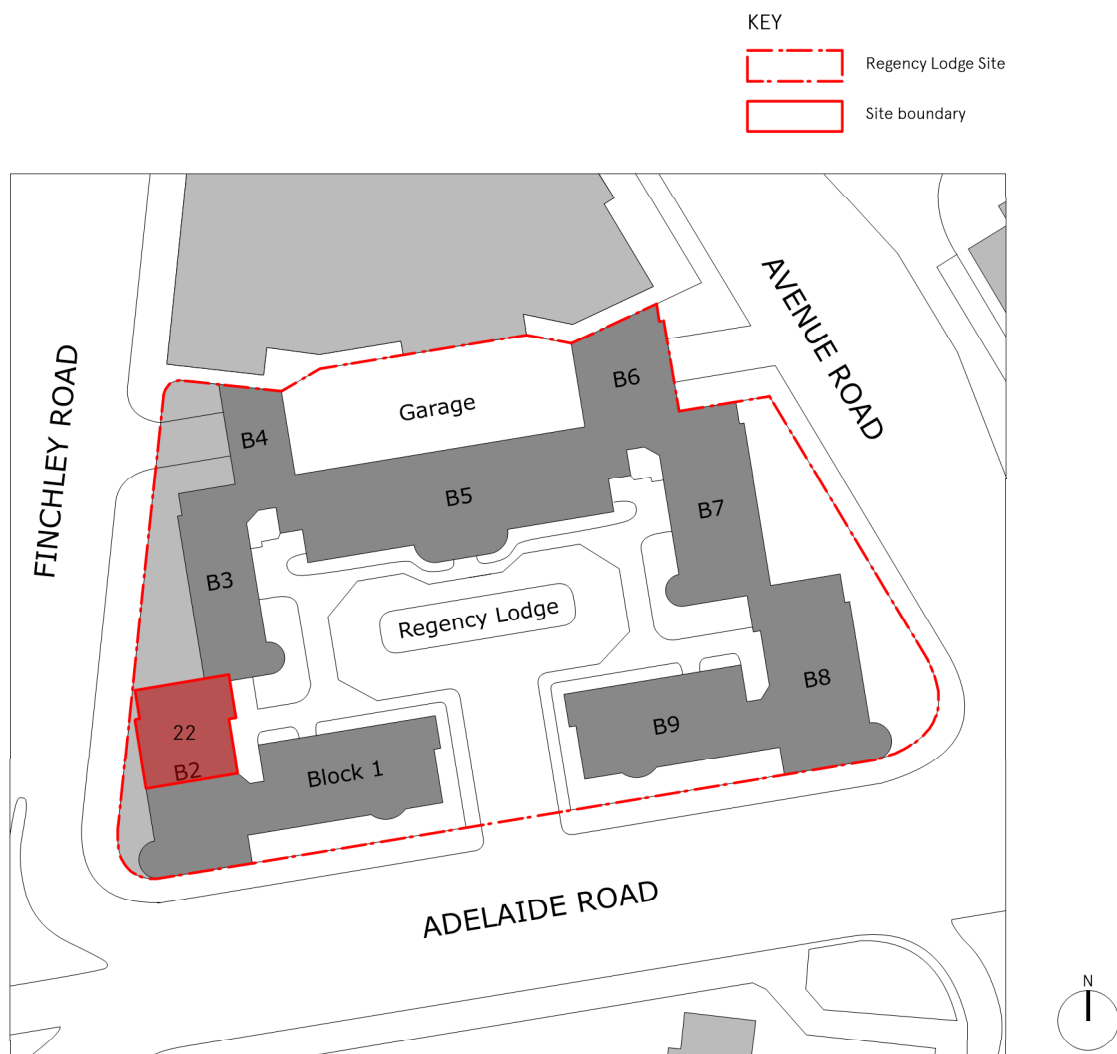 KEY
Regency Lodge Site
Site boundary
FINCHLEY ROAD
AVENUE ROAD
B6
Garage
B4
B5
B7
B3
Regency Lodge
B8
22
B9
B2
Block 1
ADELAIDE ROAD
N